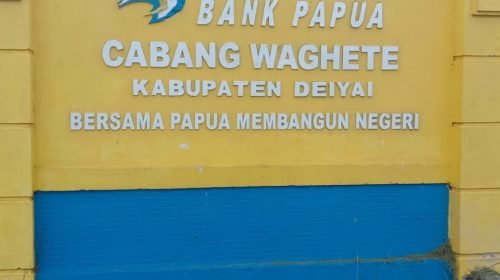 BANK PAPUA
CABANG WAGHETE
KABUPATEN DEIYAI
BERSAMA PAPUA MEMBANGUN NEGERI